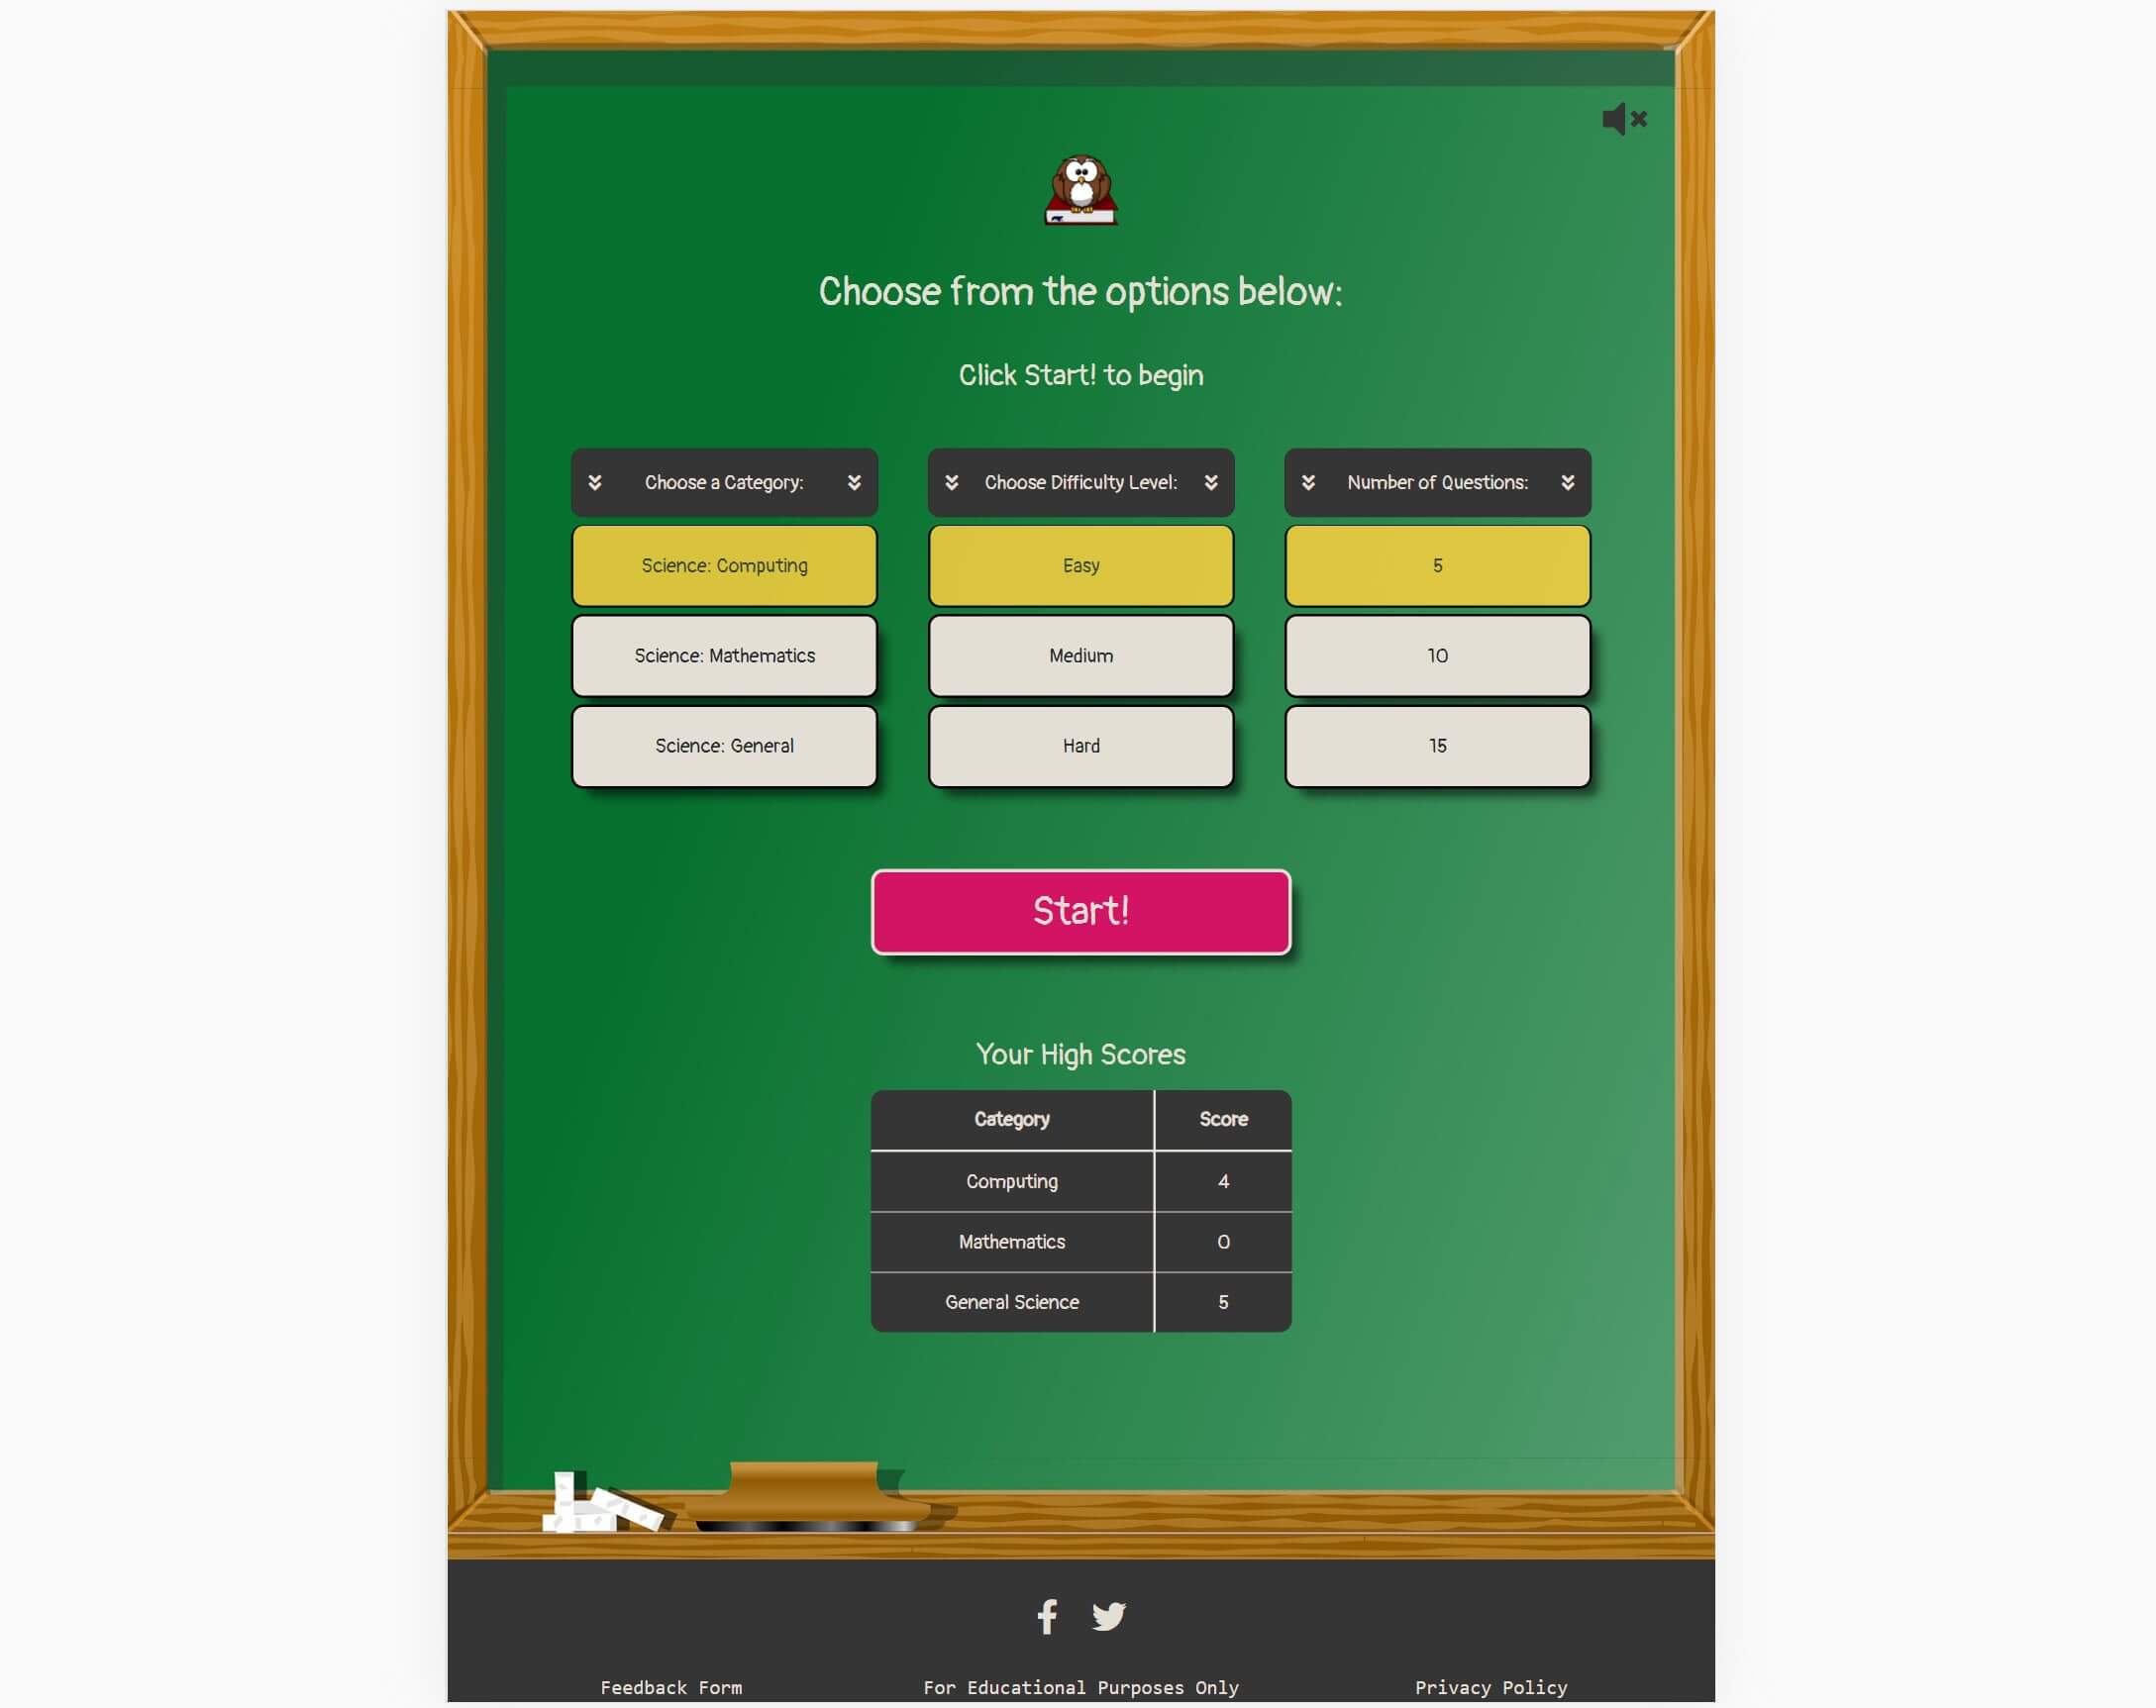 Choose from the options below:
Click Start! to begin
Choose a Category:
Science: Computing
Science: Mathematics
Science: General
Choose Difficulty Level:
Easy
Medium
Hard
Number of Questions:
5
10
15
Start!
Your High Scores
Category Score
Computing 4
Mathematics 0
General Science 5
Feedback Form
For Educational Purposes Only
Privacy Policy